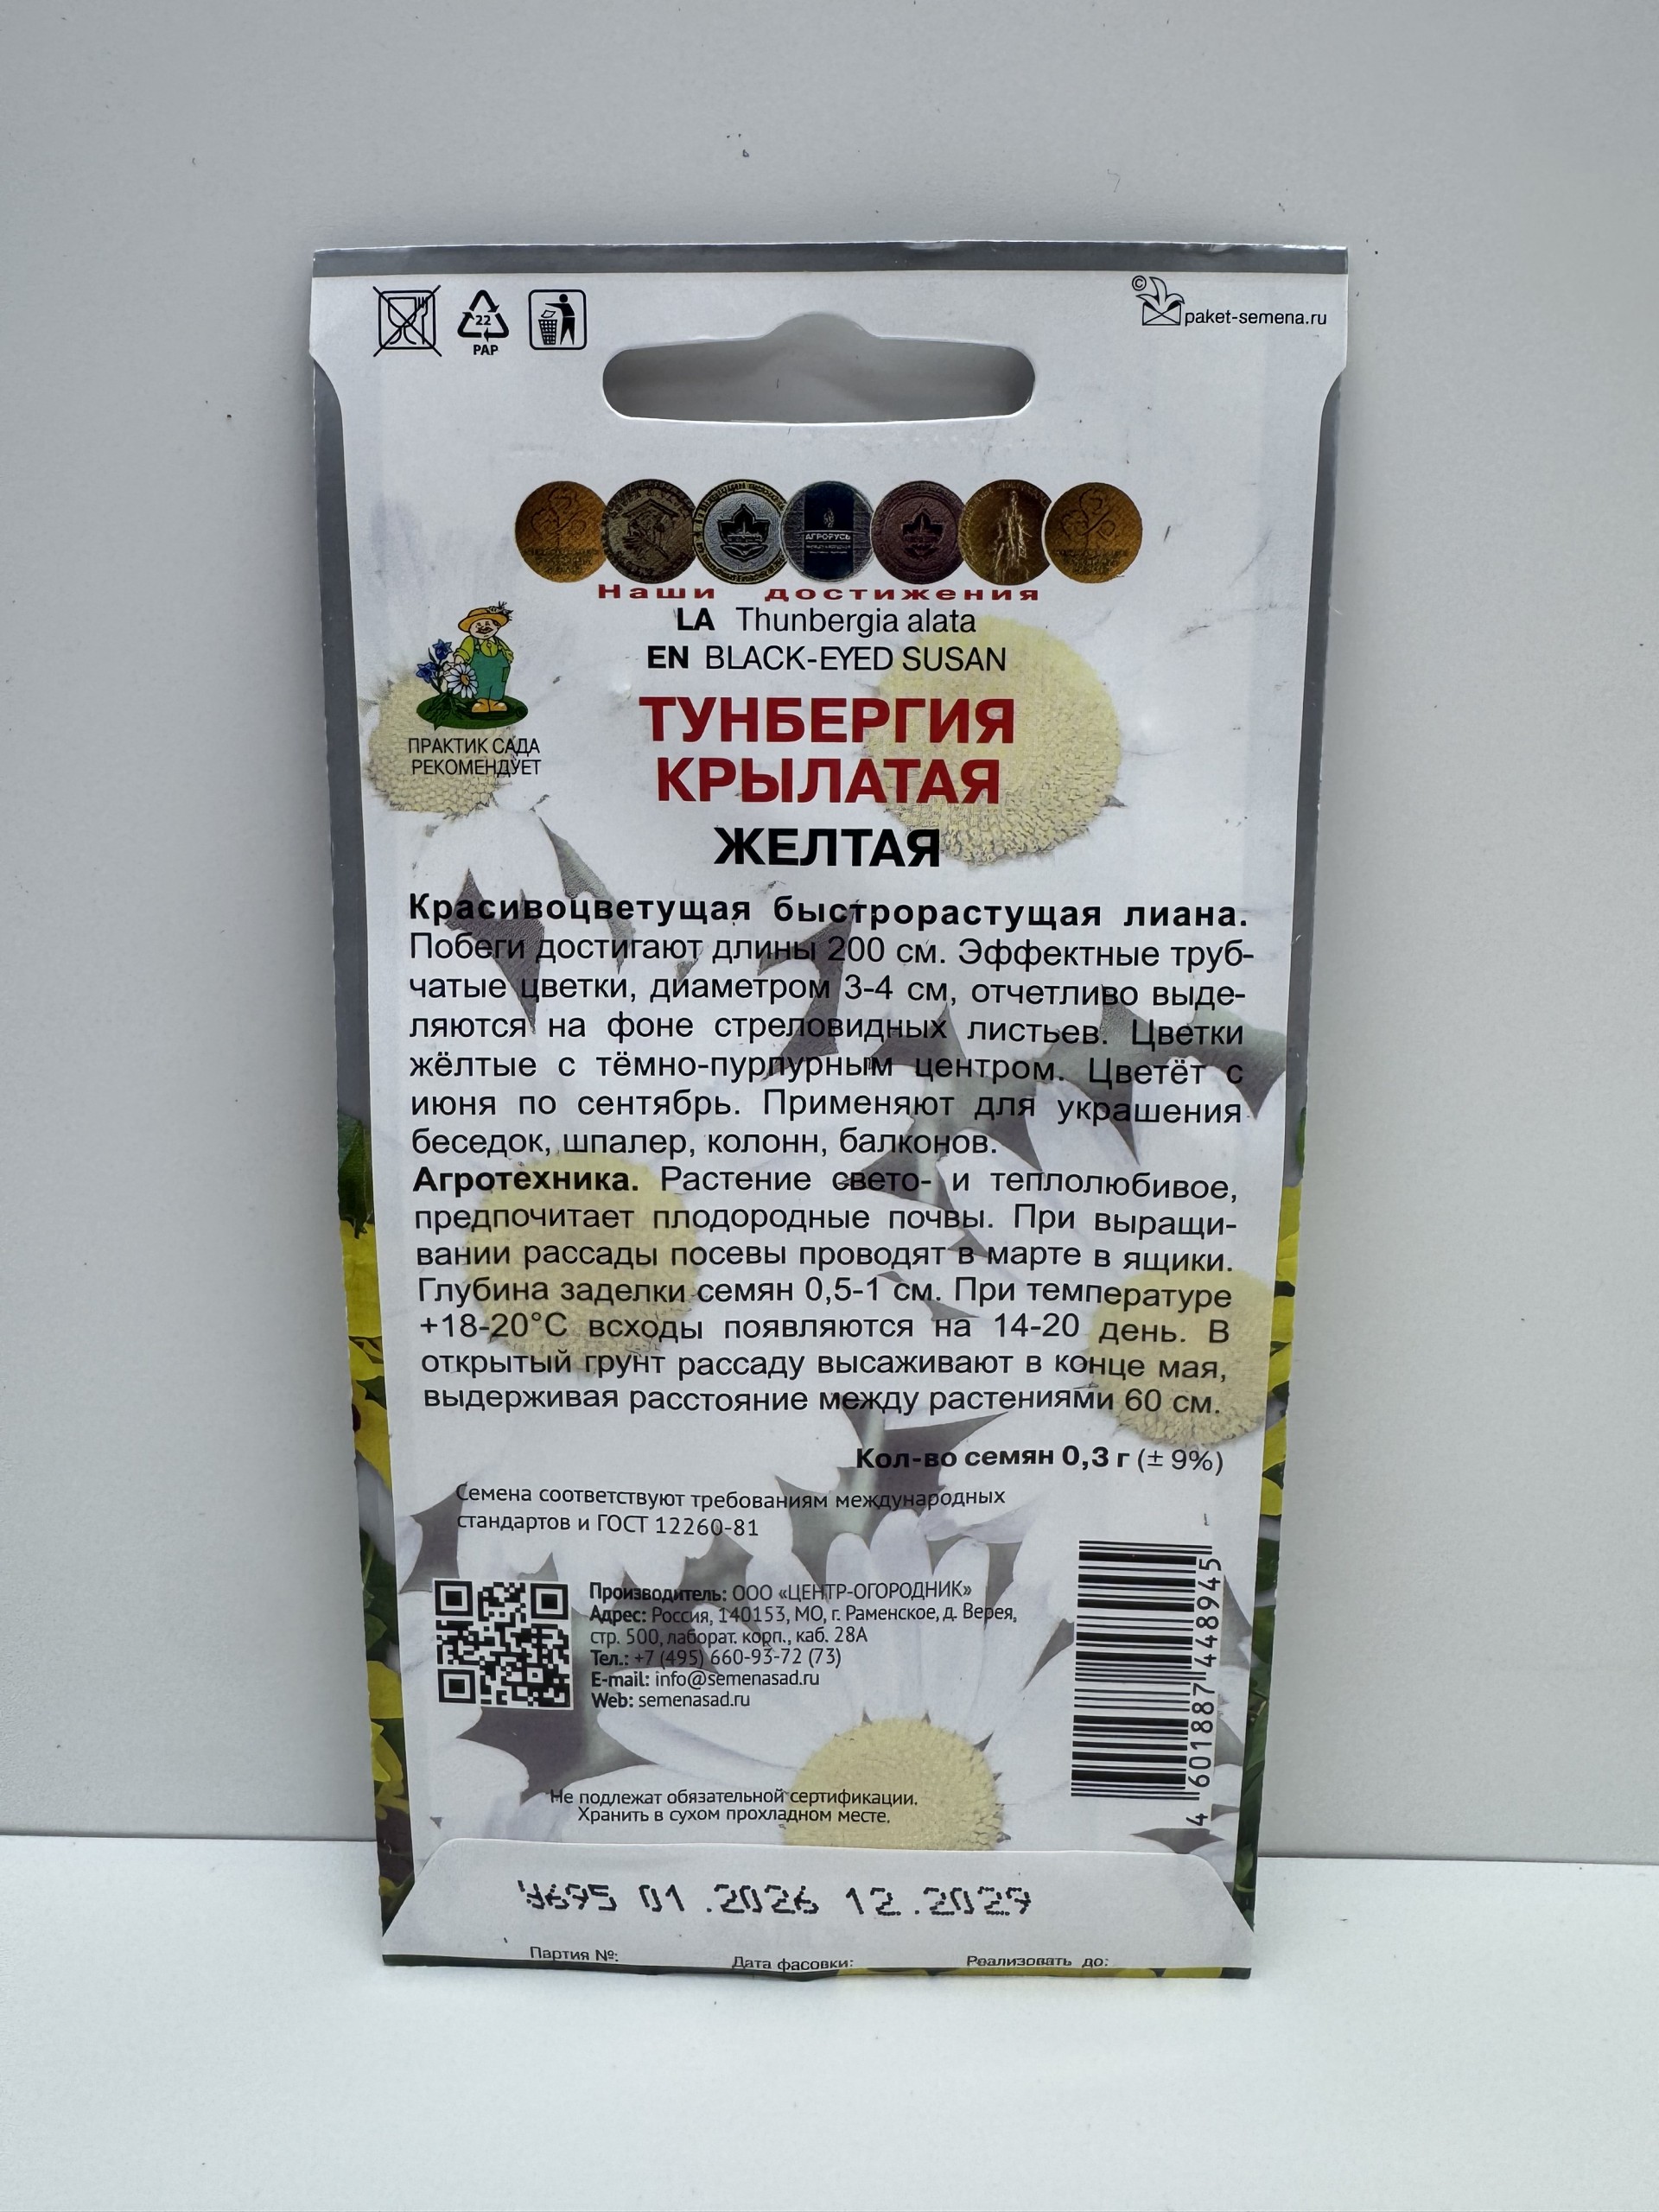 22
PAP
© paket-semena.ru
АГРОРУСЬ
Наши достижения
LA Thunbergia alata
EN BLACK-EYED SUSAN
ПРАКТИК САДА
РЕКОМЕНДУЕТ
ТУНБЕРГИЯ
КРЫЛАТАЯ
ЖЕЛТАЯ
Красивоцветущая быстрорастущая лиана.
Побеги достигают длины 200 см. Эффектные труб-
чатые цветки, диаметром 3-4 см, отчетливо выде-
ляются на фоне стреловидных листьев. Цветки
жёлтые с тёмно-пурпурным центром. Цветёт с
июня по сентябрь. Применяют для украшения
беседок, шпалер, колонн, балконов.
Агротехника. Растение свето- и теплолюбивое,
предпочитает плодородные почвы. При выращи-
вании рассады посевы проводят в марте в ящики.
Глубина заделки семян 0,5-1 см. При температуре
+18-20°С всходы появляются на 14-20 день. В
открытый грунт рассаду высаживают в конце мая,
выдерживая расстояние между растениями 60 см.
Кол-во семян 0,3 г (± 9%)
Семена соответствуют требованиям международных
стандартов и ГОСТ 12260-81
Производитель: ООО «ЦЕНТР-ОГОРОДНИК»
Адрес: Россия, 140153, МО, г. Раменское, д. Верея,
стр. 500, лаборат. корп., каб. 28А
Тел.: +7 (495) 660-93-72 (73)
E-mail: info@semenasad.ru
Web: semenasad.ru
4 601887 448945
Не подлежат обязательной сертификации.
Хранить в сухом прохладном месте.
01.2026 12.2029
Партия №: Дата фасовки: Реализовать до: